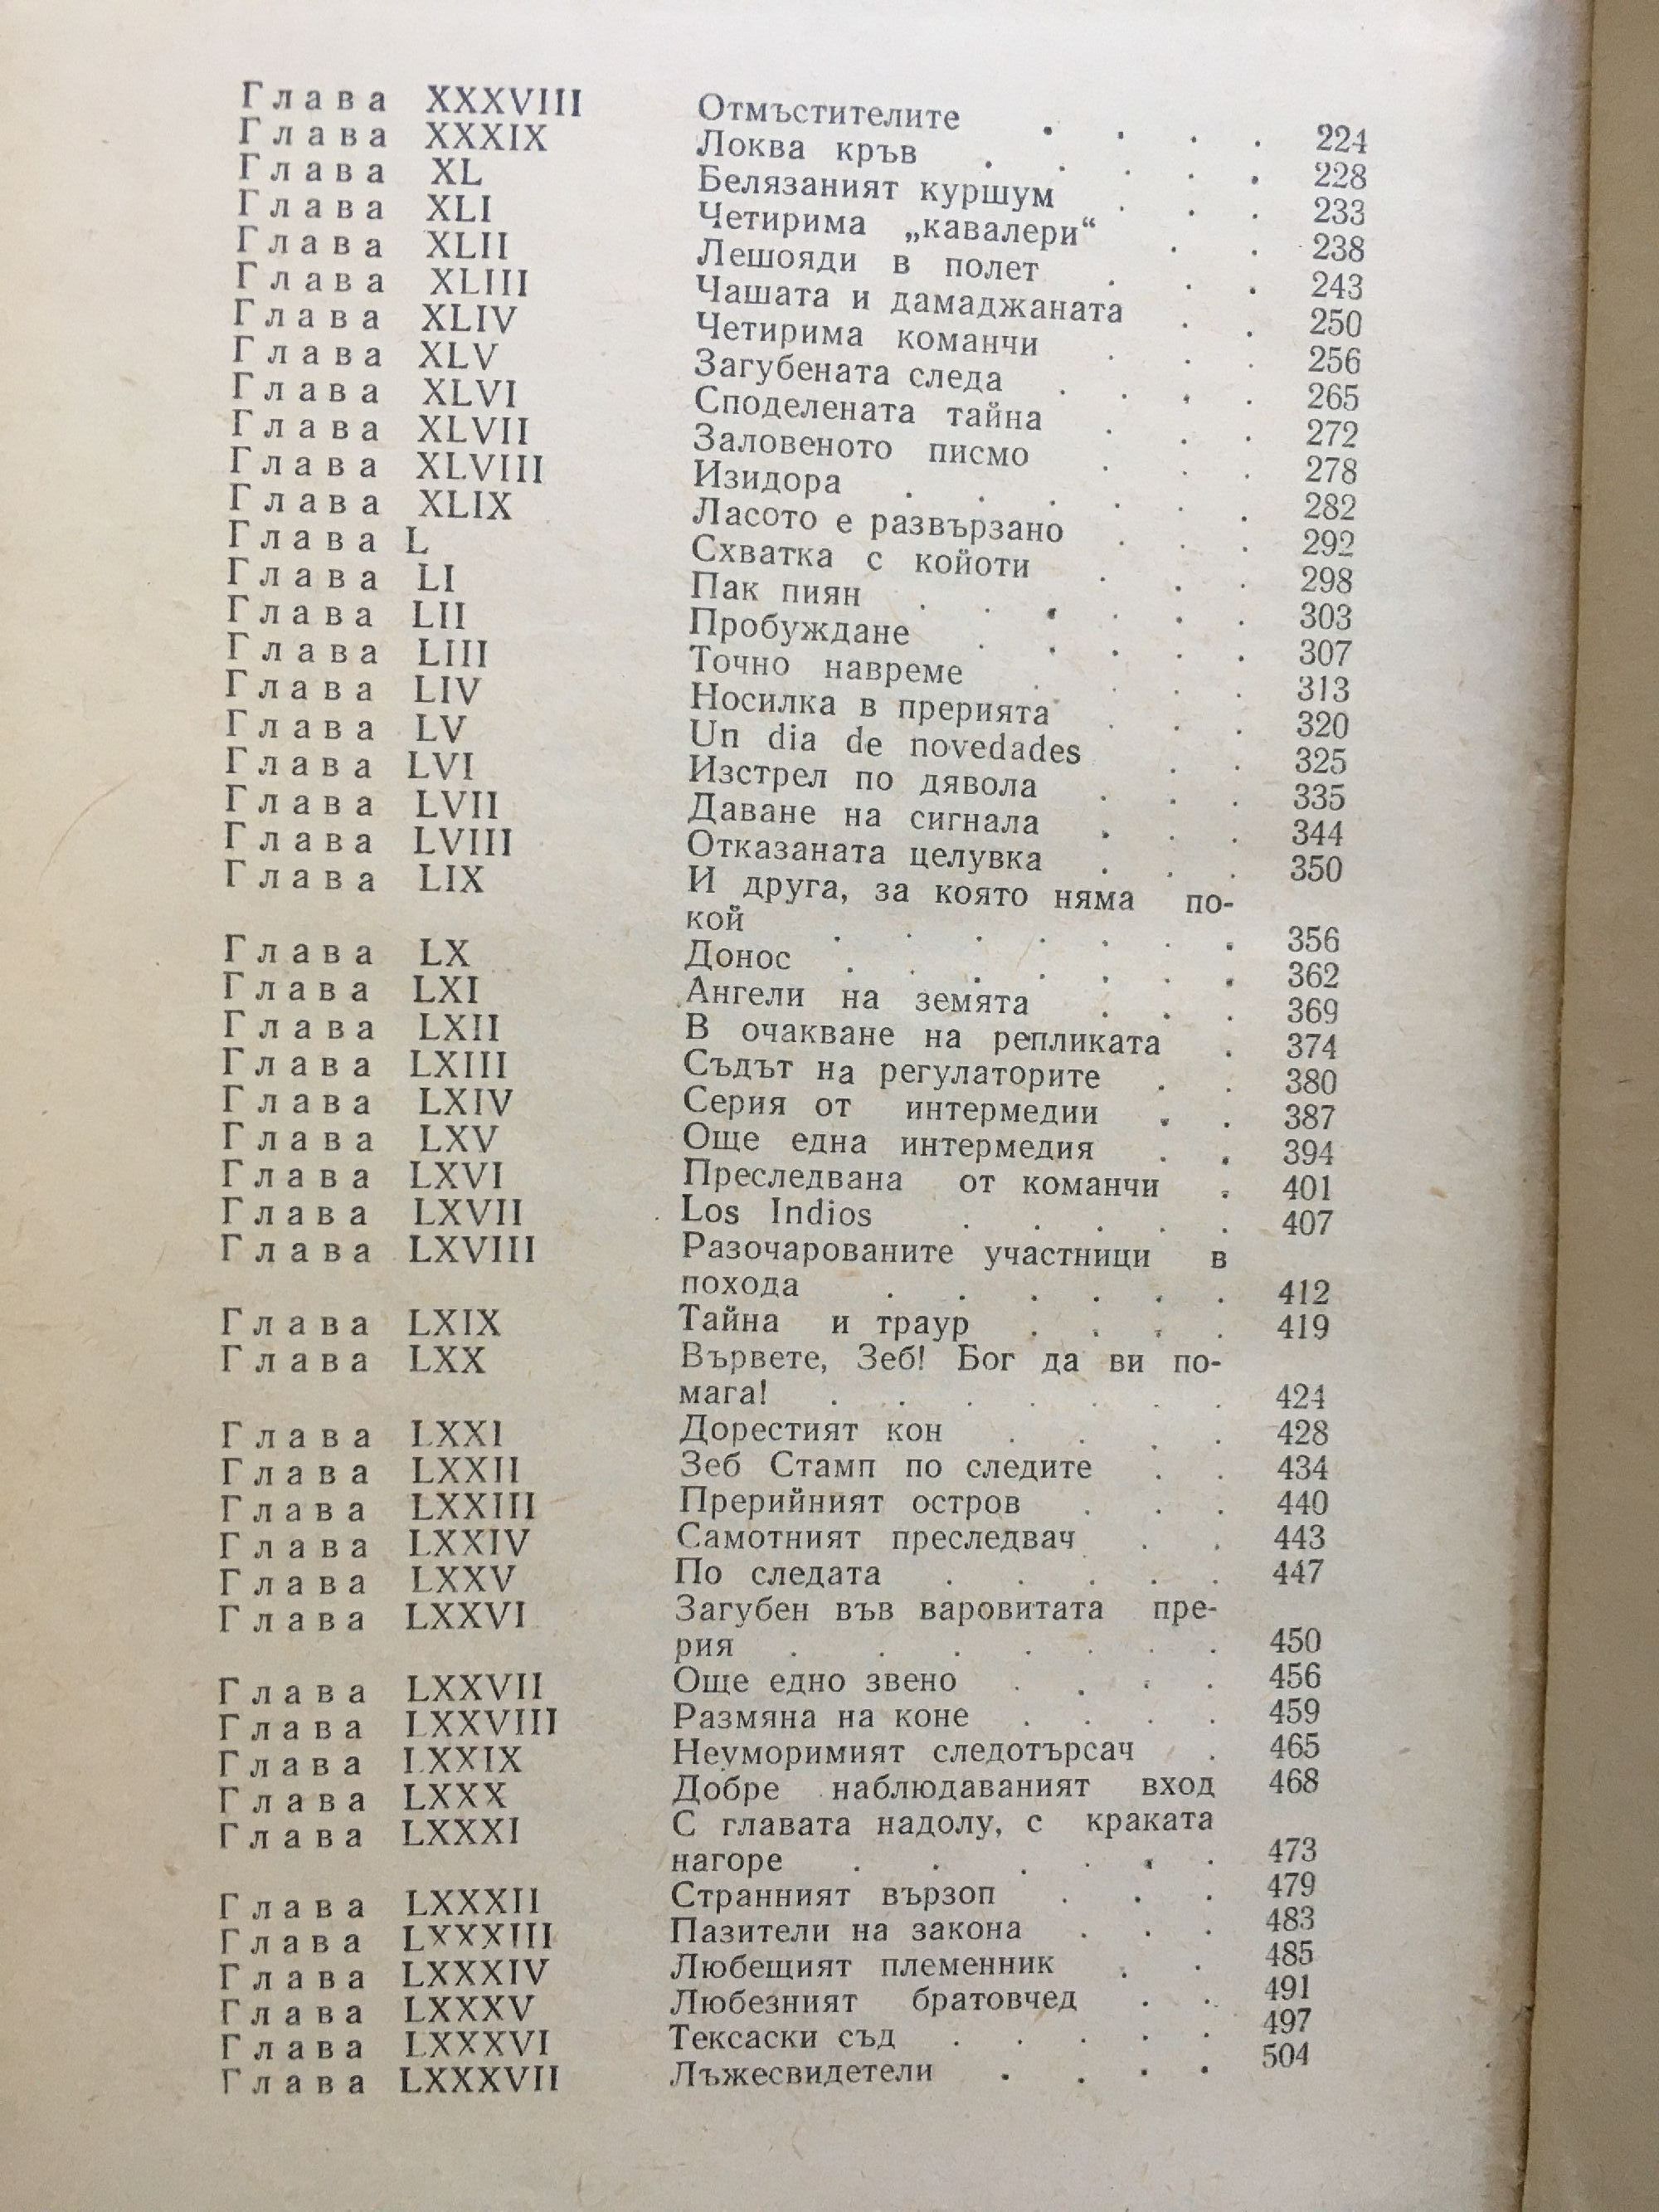 Глава XXXVIII Отмъстителите . . . . 224
Глава XXXIX Локва кръв . . . . . 228
Глава XL Белязаният куршум . . . 233
Глава XLI Четирима „кавалери“ . . 238
Глава XLII Лешояди в полет . . . 243
Глава XLIII Чашата и дамаджаната . . 250
Глава XLIV Четирима команчи . . . 256
Глава XLV Загубената следа . . . . 265
Глава XLVI Споделената тайна . . . 272
Глава XLVII Заловеното писмо . . . 278
Глава XLVIII Изидора . . . . . . 282
Глава XLIX Ласото е развързано . . . 292
Глава L Схватка с койоти . . . 298
Глава LI Пак пиян . . . . . 303
Глава LII Пробуждане . . . . . 307
Глава LIII Точно навреме . . . . 313
Глава LIV Носилка в прерията . . . 320
Глава LV Un dia de novedades . . 325
Глава LVI Изстрел по дявола . . . 335
Глава LVII Даване на сигнала . . . 344
Глава LVIII Отказаната целувка . . . 350
Глава LIX И друга, за която няма по-
кой . . . . . . . 356
Глава LX Донос . . . . . . . 362
Глава LXI Ангели на земята . . . 369
Глава LXII В очакване на репликата . 374
Глава LXIII Съдът на регулаторите . . 380
Глава LXIV Серия от интермедии . . 387
Глава LXV Още една интермедия . . 394
Глава LXVI Преследвана от команчи . 401
Глава LXVII Los Indios . . . . . 407
Глава LXVIII Разочарованите участници в
похода . . . . . . 412
Глава LXIX Тайна и траур . . . . 419
Глава LXX Вървете, Зеб! Бог да ви по-
мага! . . . . . . . 424
Глава LXXI Дорестият кон . . . . 428
Глава LXXII Зеб Стамп по следите . . 434
Глава LXXIII Прерийният остров . . . 440
Глава LXXIV Самотният преследвач . . 443
Глава LXXV По следата . . . . . 447
Глава LXXVI Загубен във варовитата пре-
рия . . . . . . . 450
Глава LXXVII Още едно звено . . . . 456
Глава LXXVIII Размяна на коне . . . . 459
Глава LXXIX Неуморимият следотърсач . 465
Глава LXXX Добре наблюдаваният вход 468
Глава LXXXI С главата надолу, с краката
нагоре . . . . . . 473
Глава LXXXII Странният вързоп . . . 479
Глава LXXXIII Пазители на закона . . . 483
Глава LXXXIV Любещият племенник . . 485
Глава LXXXV Любезният братовчед . . 491
Глава LXXXVI Тексаски съд . . . . . 497
Глава LXXXVII Лъжесвидетели . . . . 504